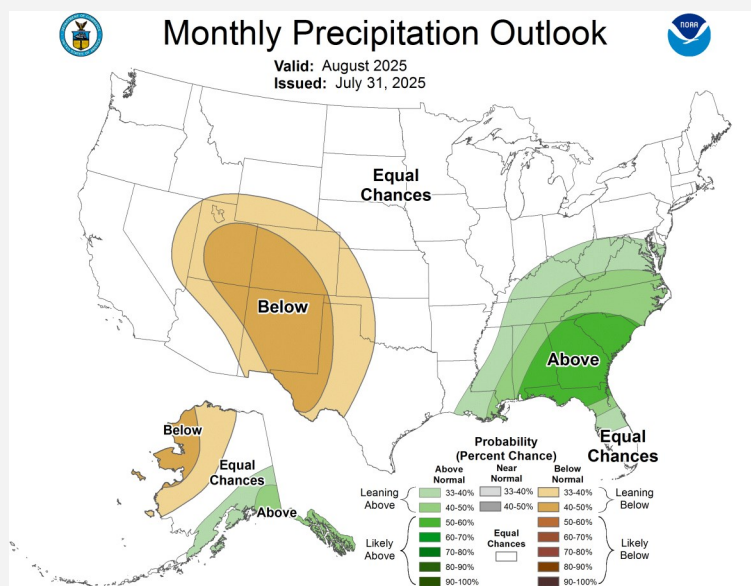 Monthly Precipitation Outlook
NOAA
Valid: August 2025
Issued: July 31, 2025
Equal
Chances
Below
Above
Equal
Chances
Below
Equal
Chances
Above
Probability
(Percent Chance)
Above
Normal
Near
Normal
Below
Normal
Leaning
Above
33-40%
33-40%
33-40%
Leaning
Below
40-50%
40-50%
40-50%
Likely
Above
50-60%
Equal
Chances
50-60%
Likely
Below
60-70%
60-70%
70-80%
70-80%
80-90%
80-90%
90-100%
90-100%